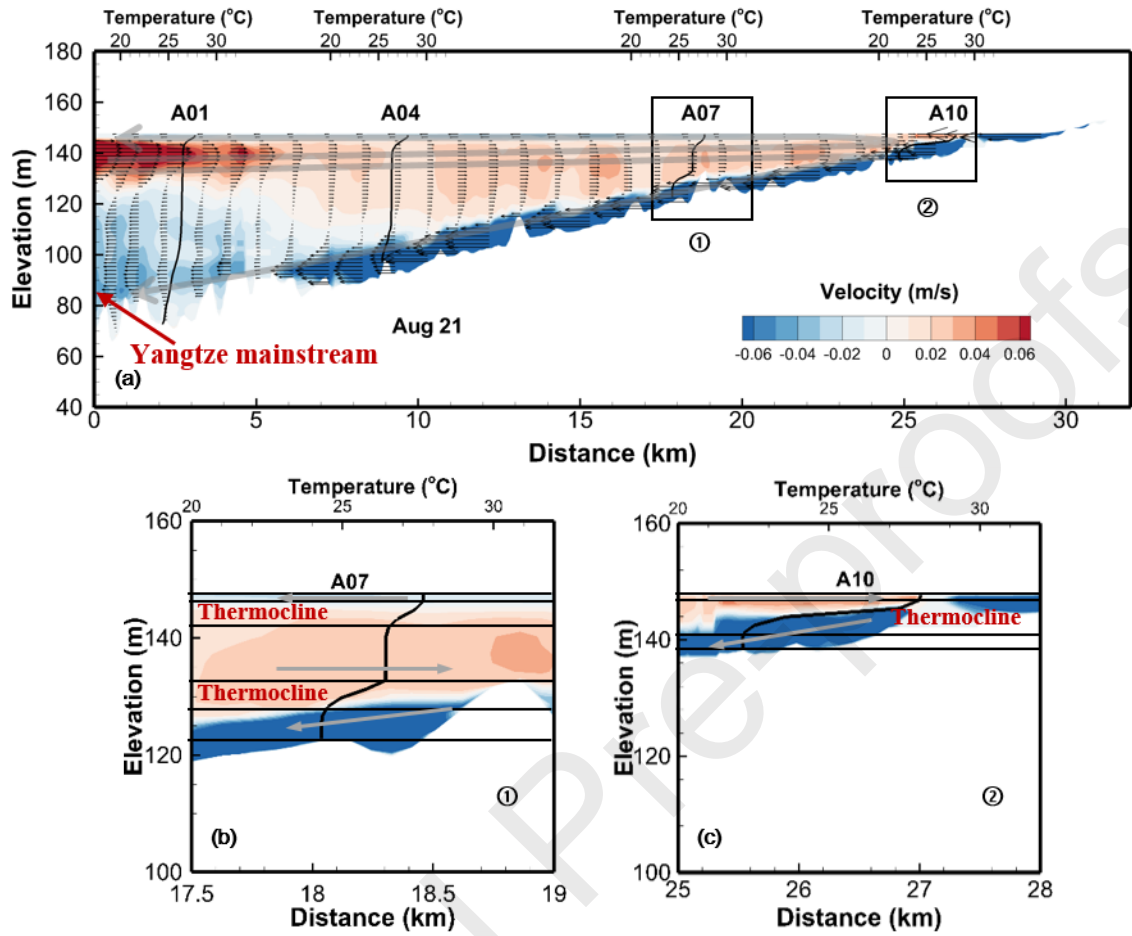 Temperature (°C) Temperature (°C) Temperature (°C) Temperature (°C)
20 25 30 20 25 30 20 25 30 20 25 30
180
160
140
120
100
80
60
40
Elevation (m)
A01 A04 A07 A10
① ②
Velocity (m/s)
-0.06 -0.04 -0.02 0 0.02 0.04 0.06
Aug 21
Yangtze mainstream
(a)
0 5 10 15 20 25 30
Distance (km)
Temperature (°C)
20 25 30
160
140
120
100
Elevation (m)
A07
Thermocline
Thermocline
①
(b)
17.5 18 18.5 19
Distance (km)
Temperature (°C)
20 25 30
160
140
120
100
Elevation (m)
A10
Thermocline
②
(c)
25 26 27 28
Distance (km)
l Pre-proofs